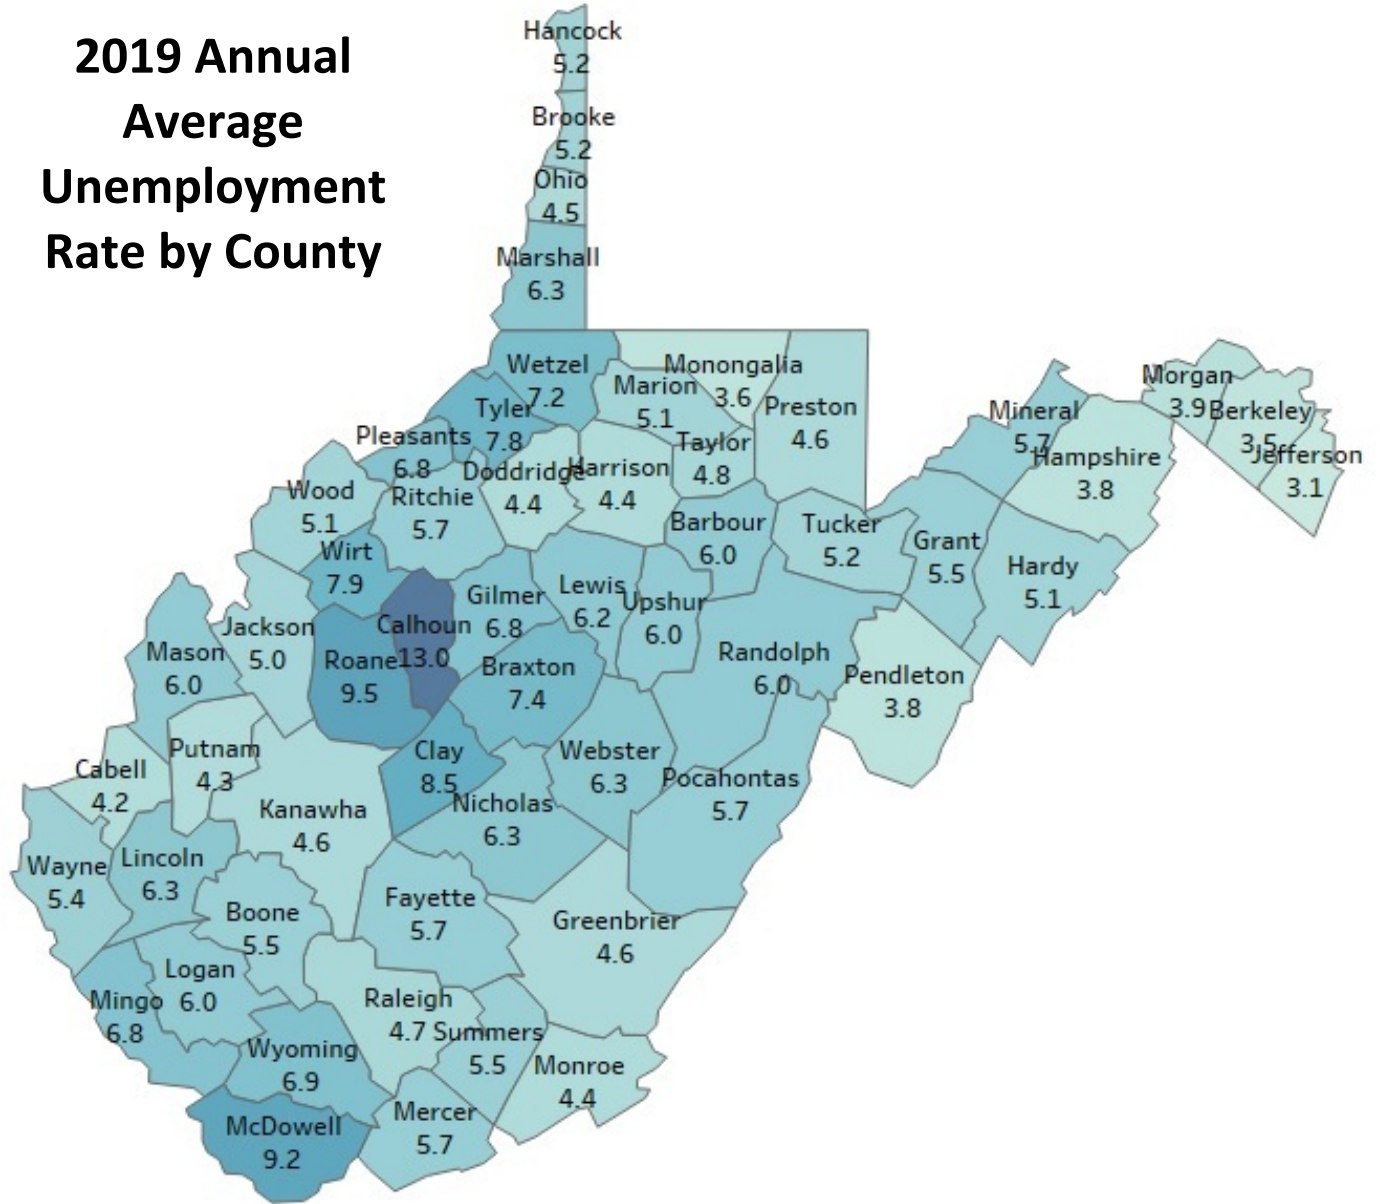 2019 Annual
Average
Unemployment
Rate by County
Hancock
5.2
Brooke
5.2
Ohio
4.5
Marshall
6.3
Wetzel
7.2
Monongalia
3.6
Marion
5.1
Preston
4.6
Tyler
7.8
Pleasants
6.8
Doddridge
4.4
Harrison
4.4
Taylor
4.8
Mineral
5.7
Hampshire
3.8
Morgan
3.9
Berkeley
3.5
Jefferson
3.1
Wood
5.1
Ritchie
5.7
Wirt
7.9
Barbour
6.0
Tucker
5.2
Grant
5.5
Hardy
5.1
Calhoun
13.0
Gilmer
6.8
Lewis
6.2
Upshur
6.0
Mason
6.0
Jackson
5.0
Roane
9.5
Braxton
7.4
Randolph
6.0
Pendleton
3.8
Cabell
4.2
Putnam
4.3
Kanawha
4.6
Clay
8.5
Nicholas
6.3
Webster
6.3
Pocahontas
5.7
Wayne
5.4
Lincoln
6.3
Boone
5.5
Fayette
5.7
Greenbrier
4.6
Mingo
6.8
Logan
6.0
Raleigh
4.7
Summers
5.5
Monroe
4.4
Wyoming
6.9
McDowell
9.2
Mercer
5.7